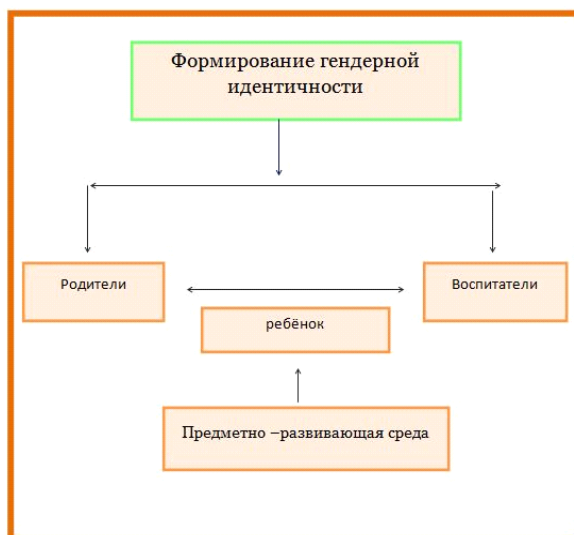 Формирование гендерной
идентичности
Родители
Воспитатели
ребёнок
Предметно –развивающая среда